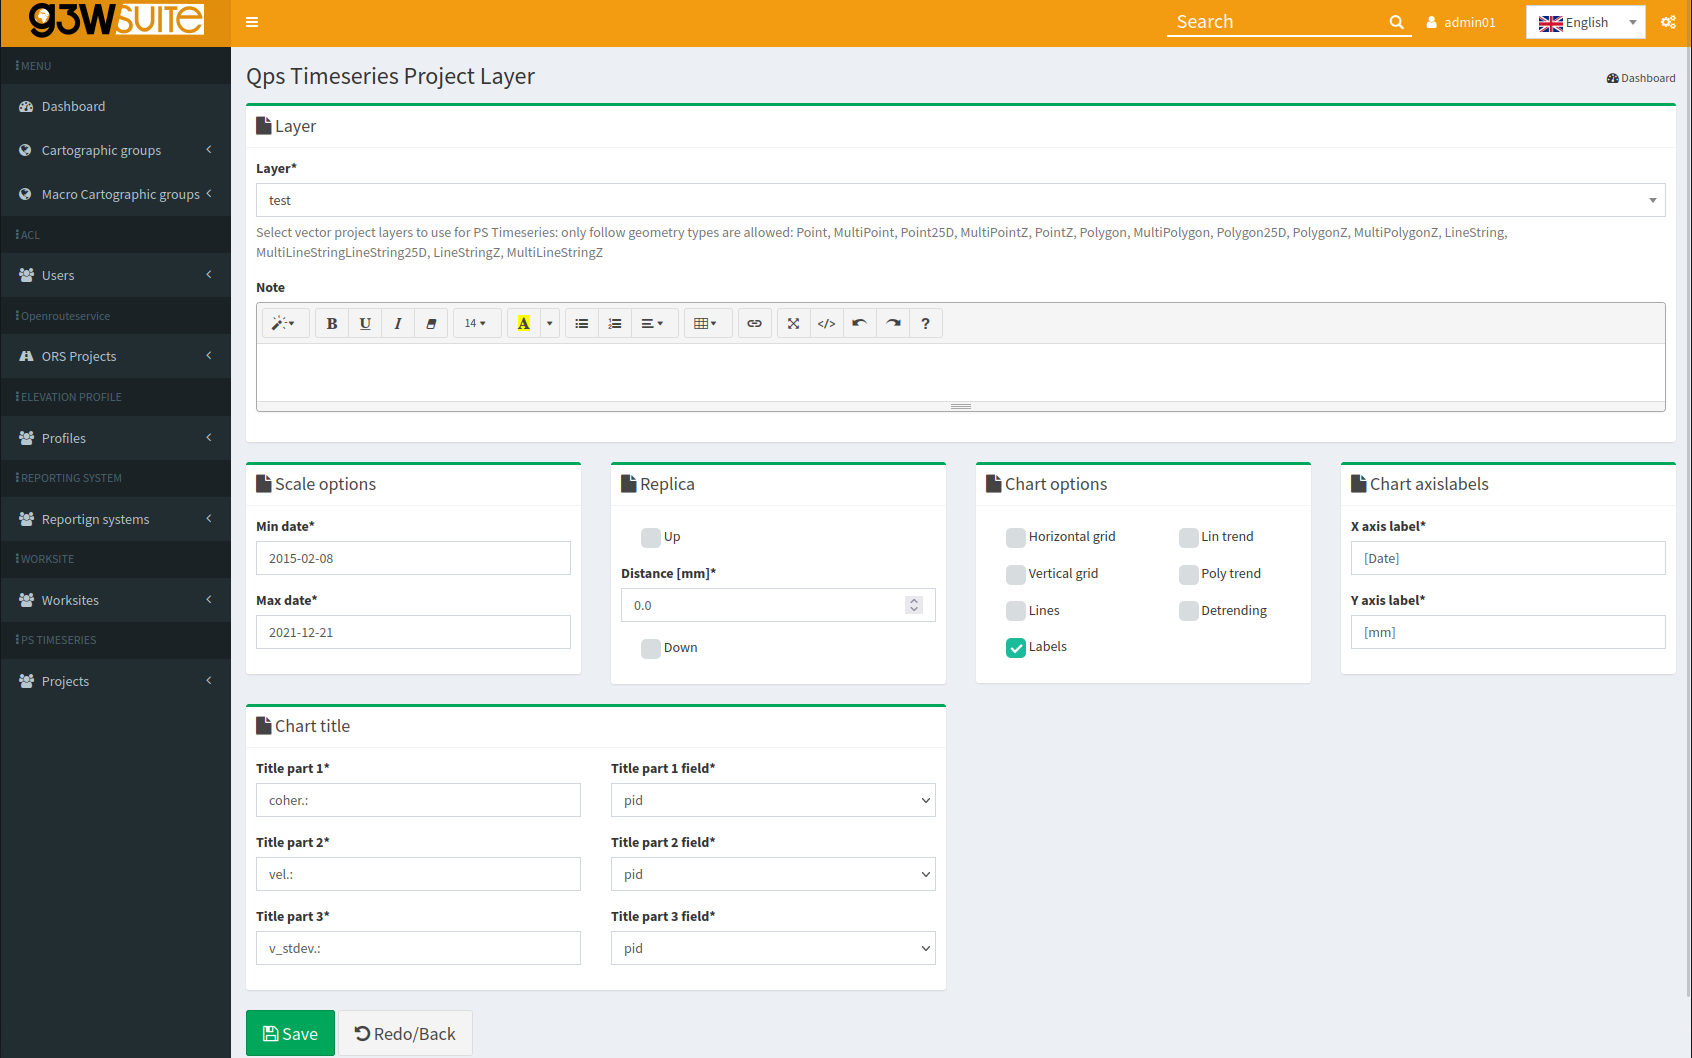 g3wSUITE
Search
admin01
English
MENU
Dashboard
Cartographic groups
Macro Cartographic groups
ACL
Users
Openrouteservice
ORS Projects
ELEVATION PROFILE
Profiles
REPORTING SYSTEM
Reportign systems
WORKSITE
Worksites
PS TIMESERIES
Projects
Qps Timeseries Project Layer
Dashboard
Layer
Layer*
test
Select vector project layers to use for PS Timeseries: only follow geometry types are allowed: Point, MultiPoint, Point25D, MultiPointZ, PointZ, Polygon, MultiPolygon, Polygon25D, PolygonZ, MultiPolygonZ, LineString,
MultiLineStringLineString25D, LineStringZ, MultiLineStringZ
Note
B U I 14 A </> ?
Scale options
Min date*
2015-02-08
Max date*
2021-12-21
Replica
Up
Distance [mm]*
0.0
Down
Chart options
Horizontal grid
Lin trend
Vertical grid
Poly trend
Lines
Detrending
Labels
Chart axislabels
X axis label*
[Date]
Y axis label*
[mm]
Chart title
Title part 1*
Title part 1 field*
coher.:
pid
Title part 2*
Title part 2 field*
vel.:
pid
Title part 3*
Title part 3 field*
v_stdev.:
pid
Save
Redo/Back